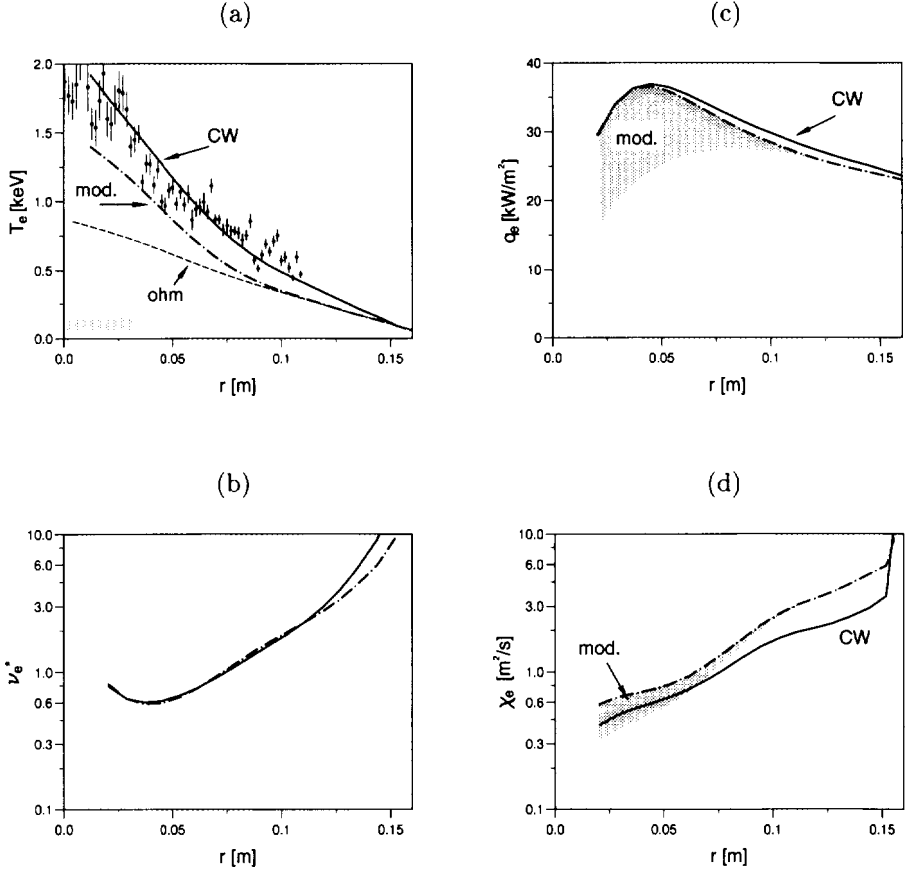 (a)
2.0
1.5
1.0
0.5
0.0
T_e [keV]
CW
mod.
ohm
0.0
0.05
0.1
0.15
r [m]
(c)
40
30
20
10
0
q_e [kW/m²]
CW
mod.
0.0
0.05
0.1
0.15
r [m]
(b)
10.0
6.0
3.0
1.0
0.6
0.3
0.1
ν_e*
0.0
0.05
0.1
0.15
r [m]
(d)
10.0
6.0
3.0
1.0
0.6
0.3
0.1
χ_e [m²/s]
mod.
CW
0.0
0.05
0.1
0.15
r [m]